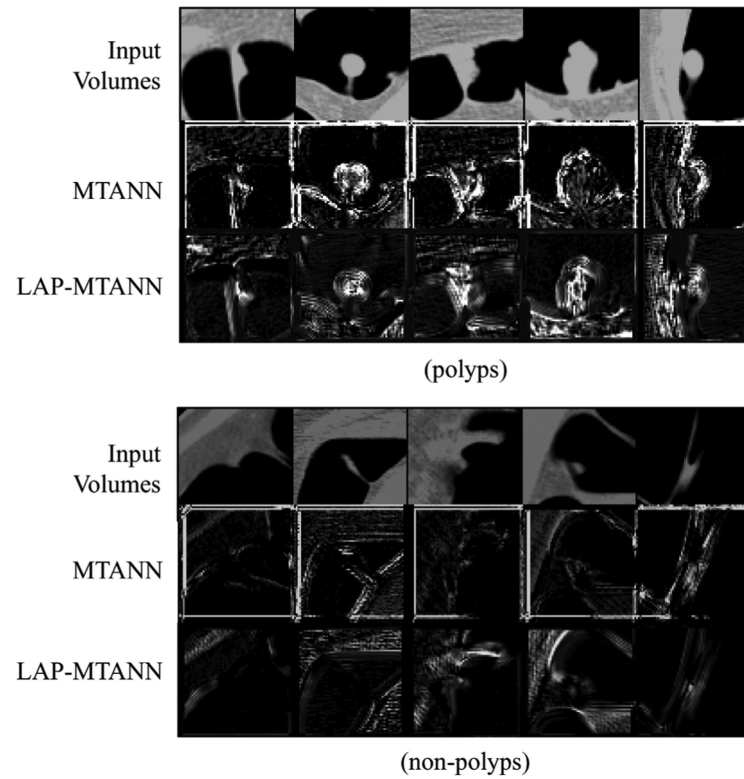 Input
Volumes
MTANN
LAP-MTANN
(polyps)
Input
Volumes
MTANN
LAP-MTANN
(non-polyps)